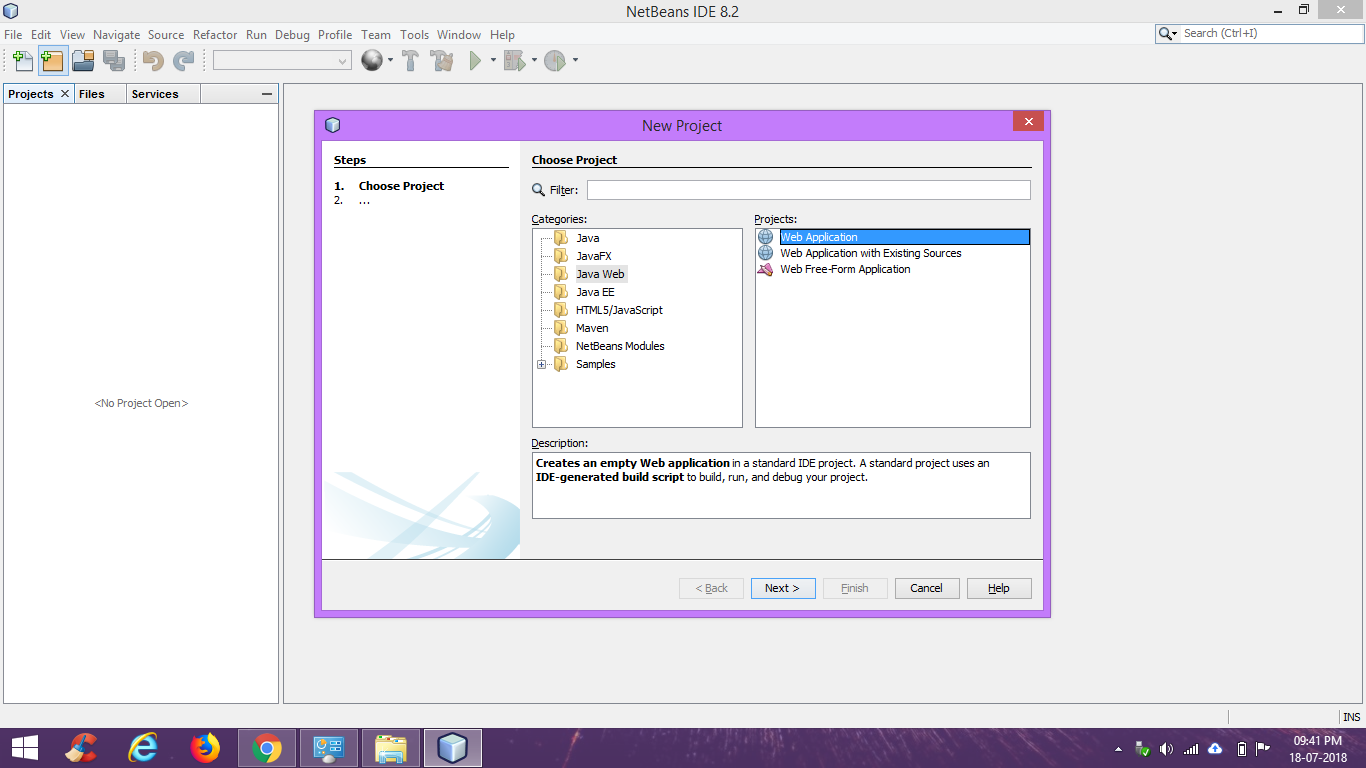 NetBeans IDE 8.2
File Edit View Navigate Source Refactor Run Debug Profile Team Tools Window Help
Search (Ctrl+I)
Projects Files Services
<No Project Open>
New Project
Steps
1. Choose Project
2. ...
Choose Project
Filter:
Categories:
Java
JavaFX
Java Web
Java EE
HTML5/JavaScript
Maven
NetBeans Modules
Samples
Projects:
Web Application
Web Application with Existing Sources
Web Free-Form Application
Description:
Creates an empty Web application in a standard IDE project. A standard project uses an
IDE-generated build script to build, run, and debug your project.
< Back Next > Finish Cancel Help
INS
09:41 PM
18-07-2018